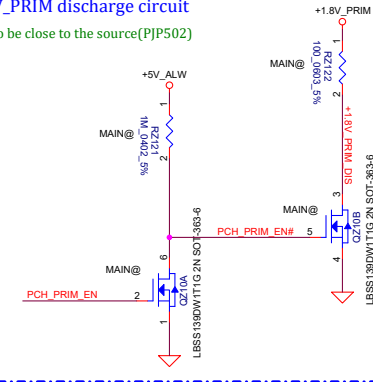 V_PRIM discharge circuit
o be close to the source(PJP502)
+1.8V_PRIM
1
MAIN@
RZ122
100_0603_5%
2
+5V_ALW
1
MAIN@
RZ121
1M_0402_5%
2
+1.8V_PRIM_DIS
3
MAIN@
PCH_PRIM_EN#
5
QZ10B
LBSS139DW1T1G 2N SOT-363-6
4
6
MAIN@
PCH_PRIM_EN
2
QZ10A
LBSS139DW1T1G 2N SOT-363-6
1